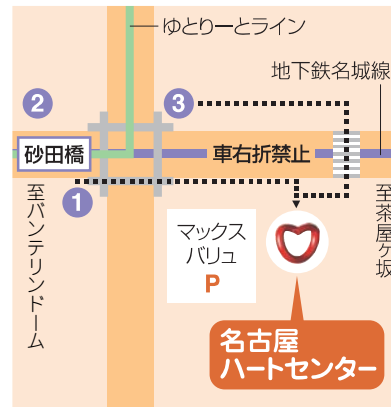 ゆとりーとライン
地下鉄名城線
2
3
砂田橋
車右折禁止
1
至バンテリンドーム
至茶屋ヶ坂
マックス
バリュ
P
名古屋
ハートセンター